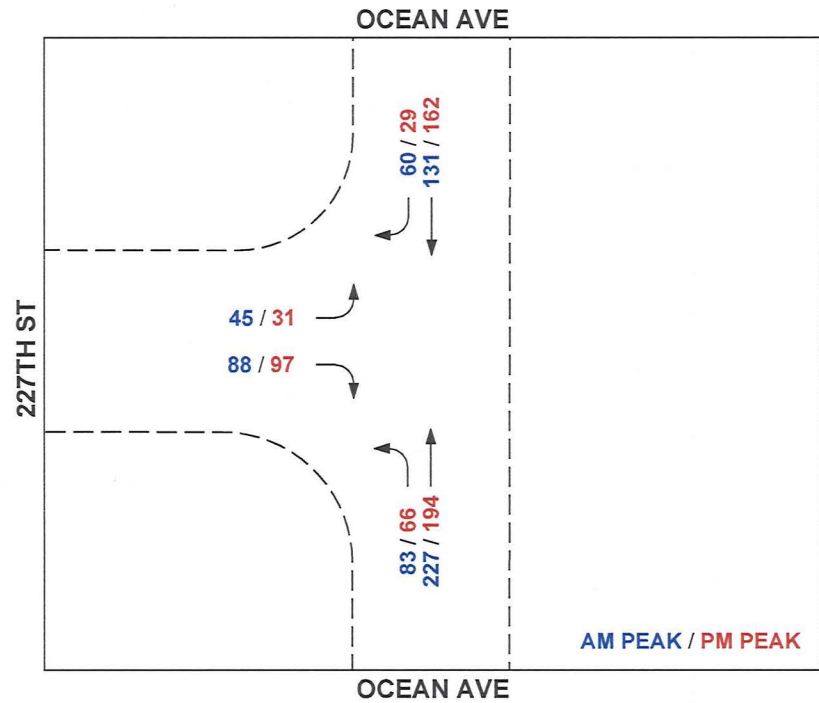 OCEAN AVE
60 / 29
131 / 162
227TH ST
45 / 31
88 / 97
83 / 66
227 / 194
AM PEAK / PM PEAK
OCEAN AVE